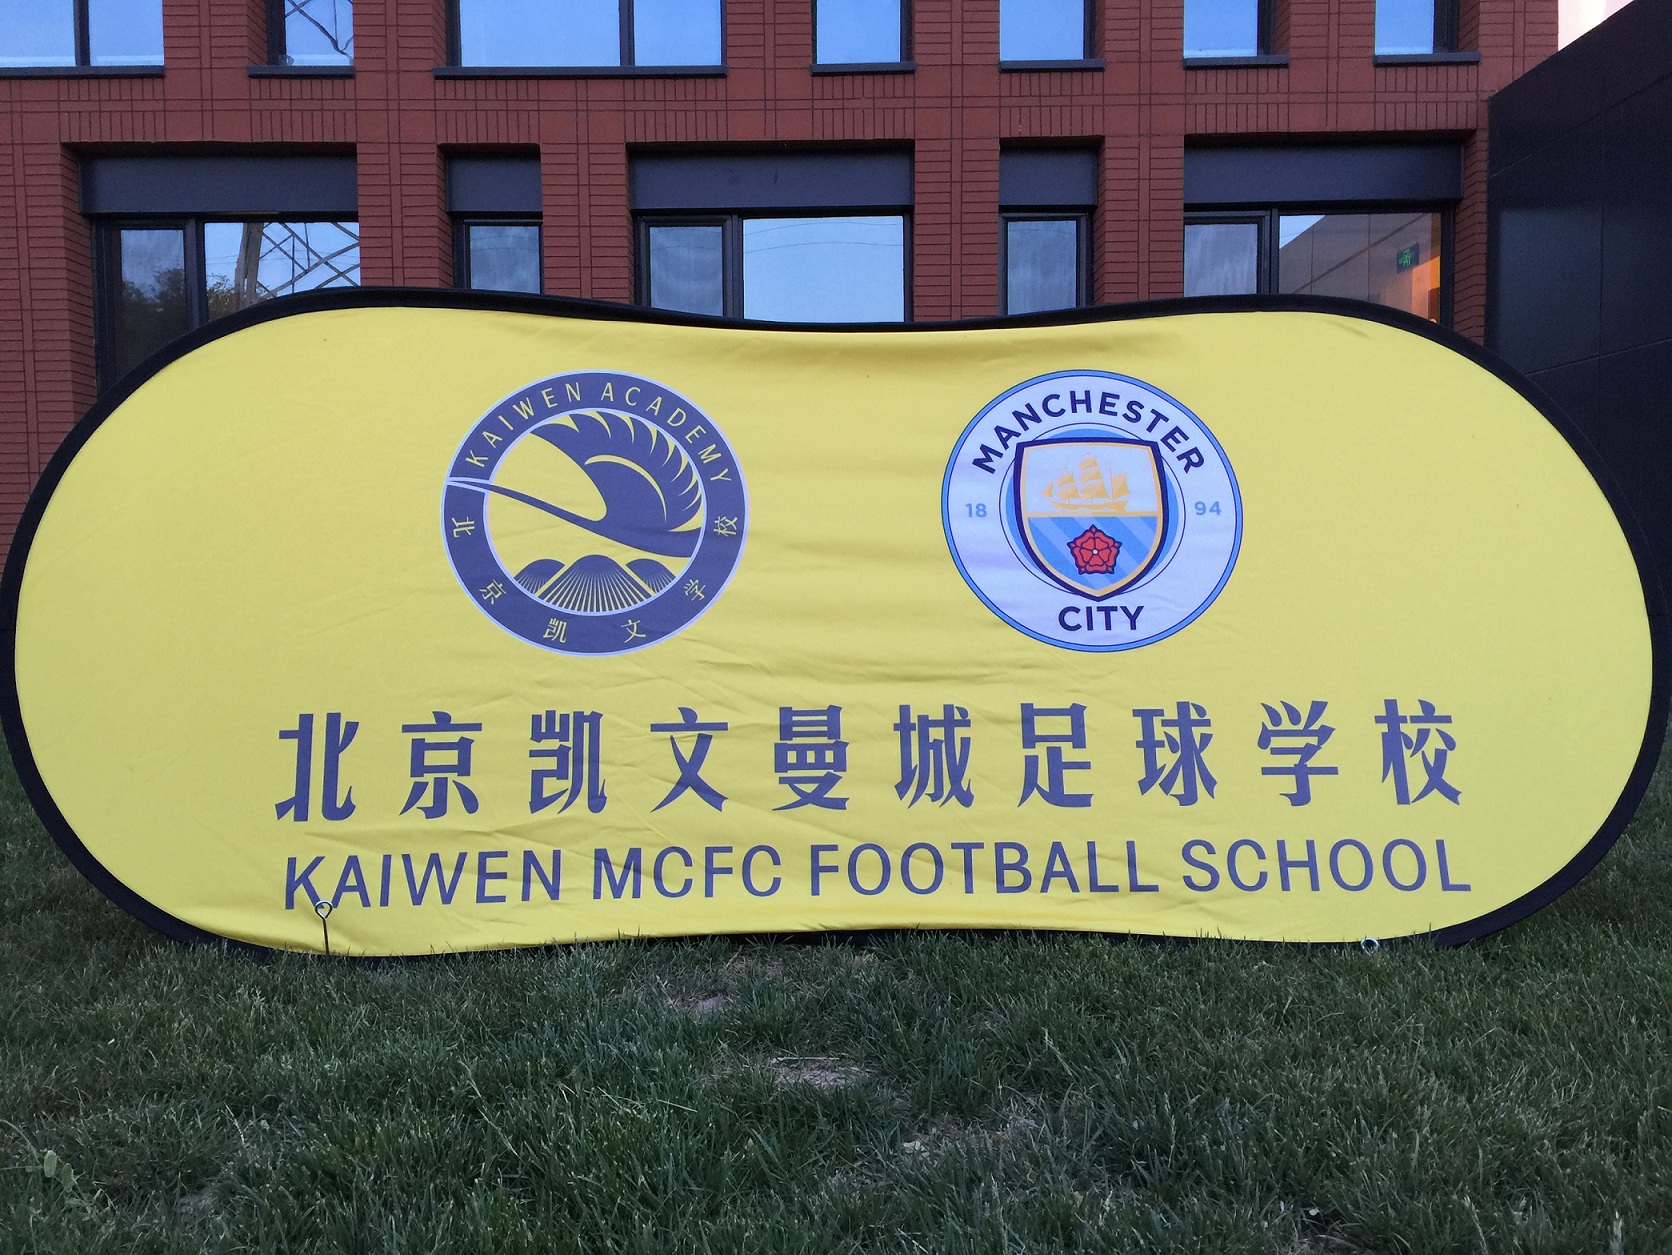 KAIWEN ACADEMY
北京凯文学校
MANCHESTER
18 94
CITY
北京凯文曼城足球学校
KAIWEN MCFC FOOTBALL SCHOOL